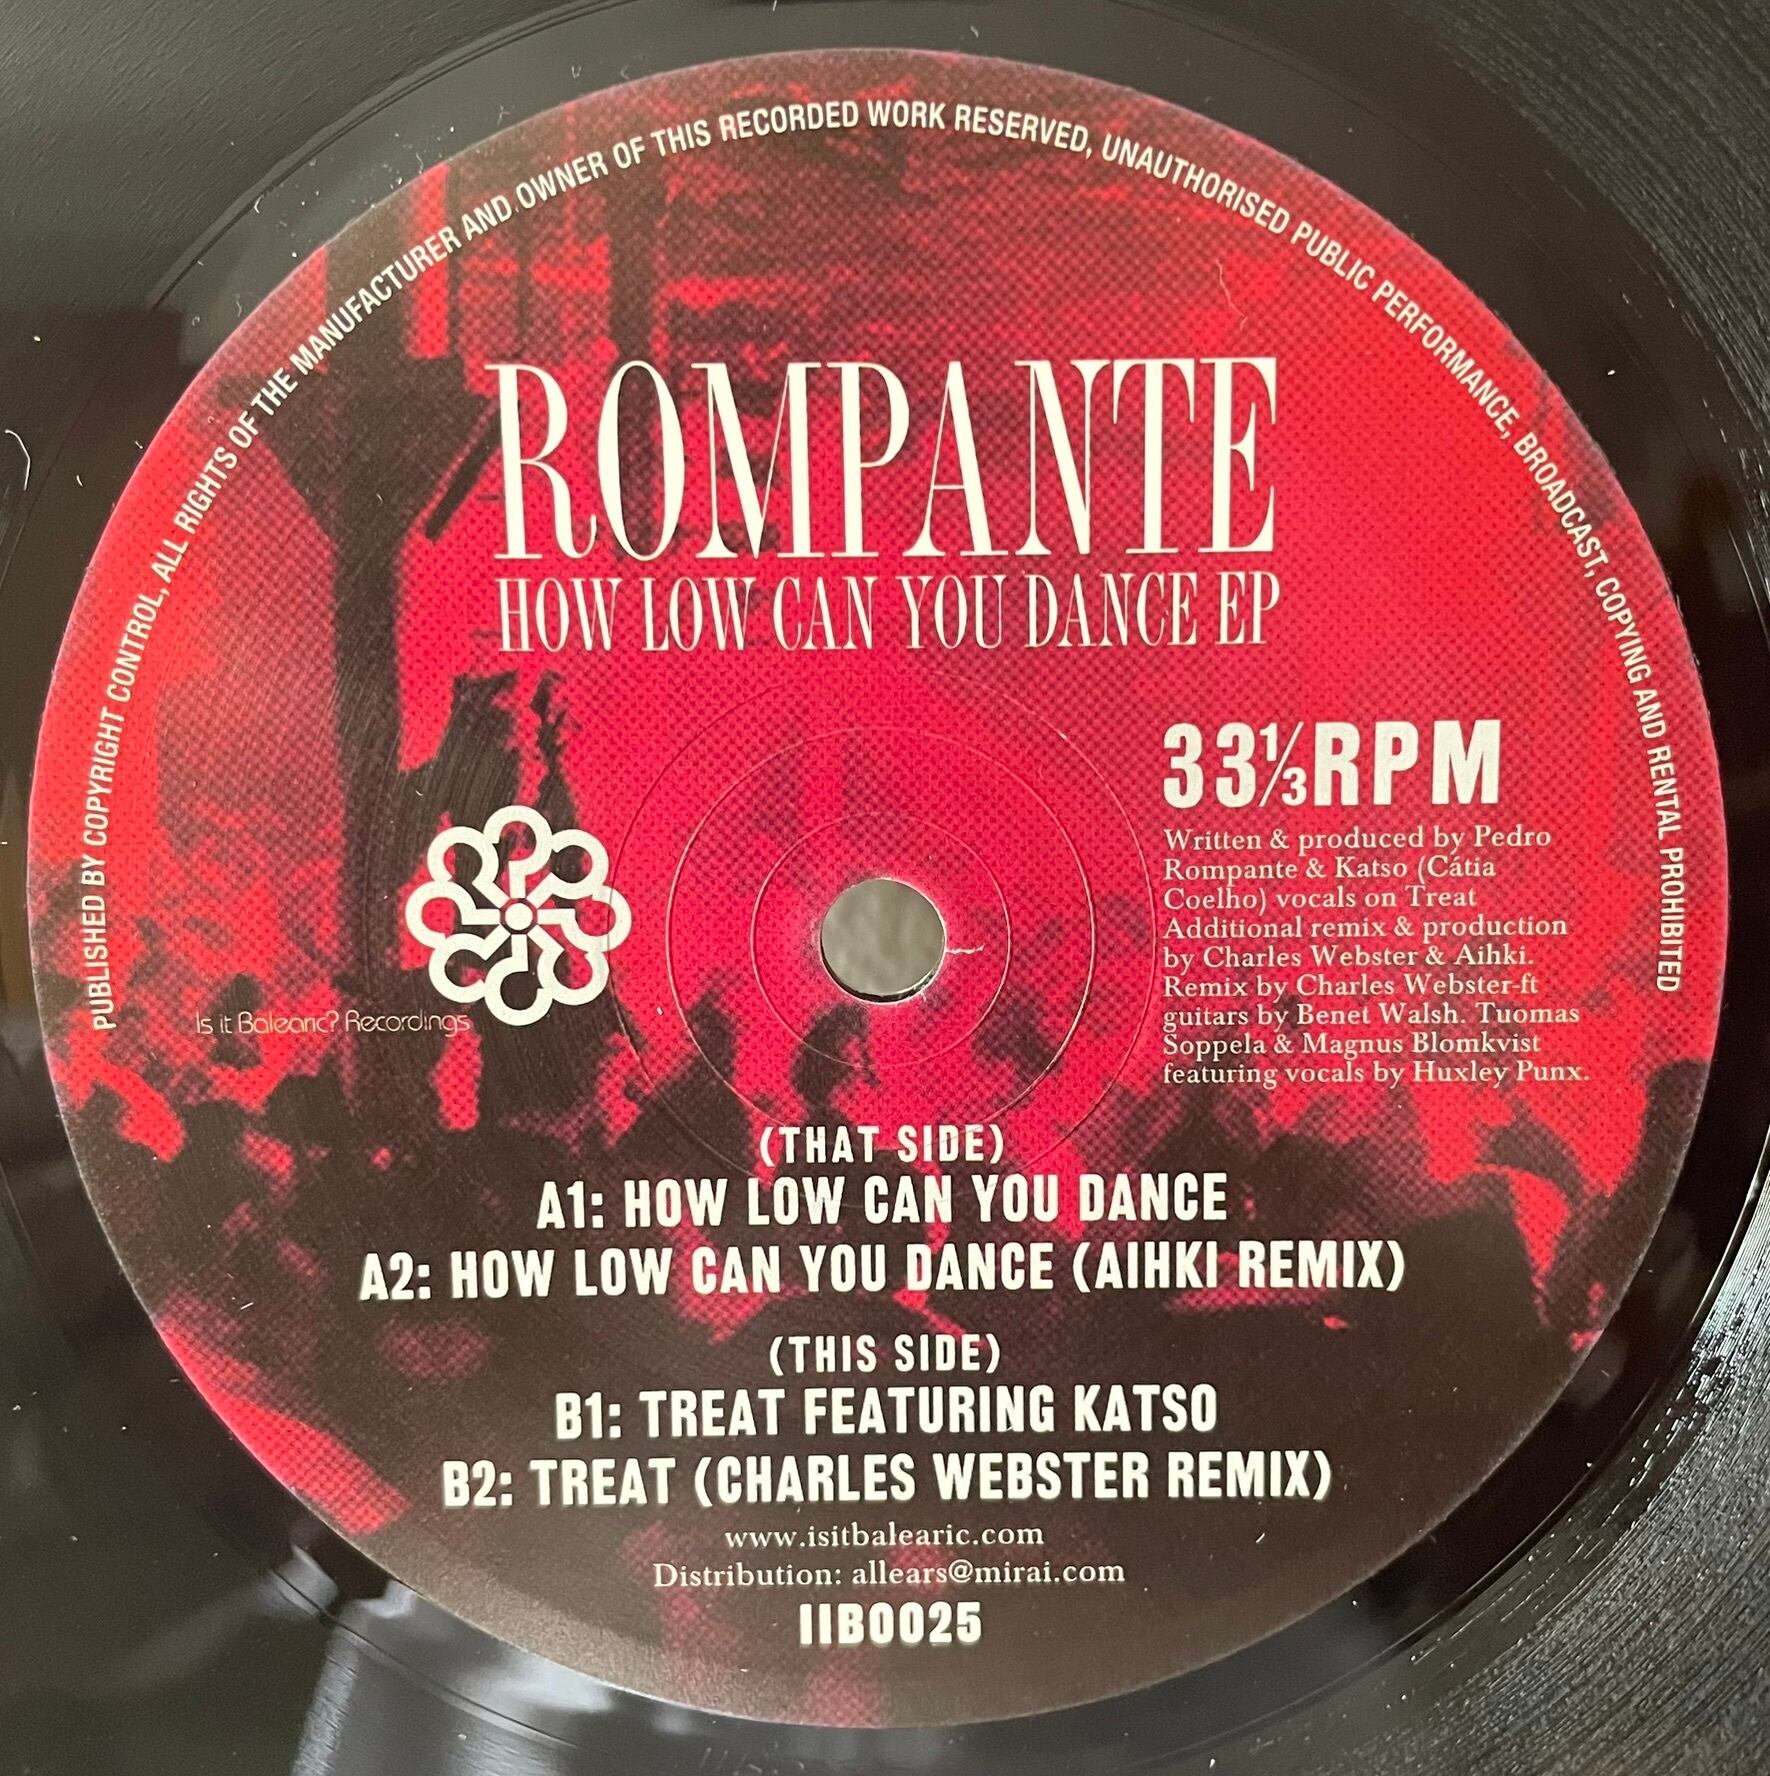 PUBLISHED BY COPYRIGHT CONTROL, ALL RIGHTS OF THE MANUFACTURER AND OWNER OF THIS RECORDED WORK RESERVED, UNAUTHORISED PUBLIC PERFORMANCE, BROADCAST, COPYING AND RENTAL PROHIBITED
ROMPANTE
HOW LOW CAN YOU DANCE EP
33⅓RPM
Written & produced by Pedro
Rompante & Katso (Cátia
Coelho) vocals on Treat
Additional remix & production
by Charles Webster & Aihki.
Remix by Charles Webster-ft
guitars by Benet Walsh. Tuomas
Soppela & Magnus Blomkvist
featuring vocals by Huxley Punx.
Is it Balearic? Recordings
(THAT SIDE)
A1: HOW LOW CAN YOU DANCE
A2: HOW LOW CAN YOU DANCE (AIHKI REMIX)
(THIS SIDE)
B1: TREAT FEATURING KATSO
B2: TREAT (CHARLES WEBSTER REMIX)
www.isitbalearic.com
Distribution: allears@mirai.com
IIB0025